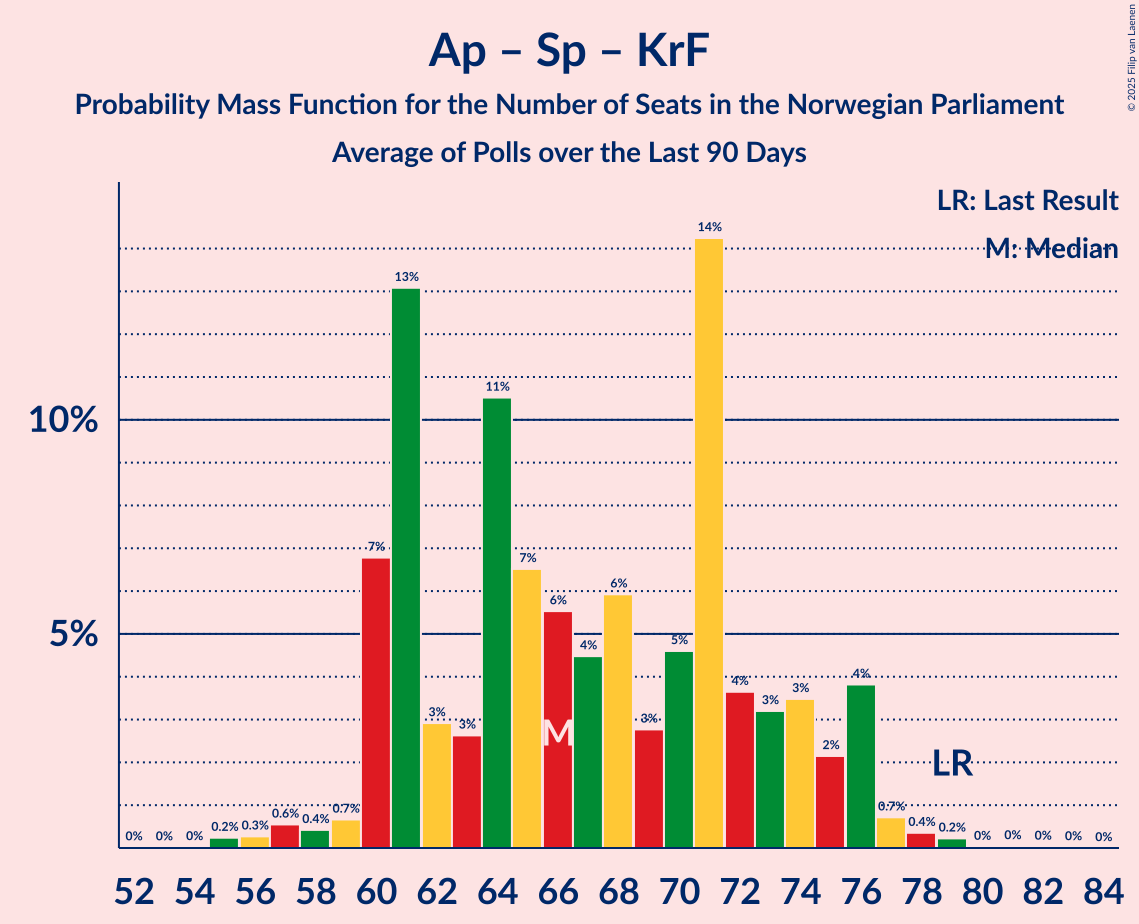 Ap – Sp – KrF
Probability Mass Function for the Number of Seats in the Norwegian Parliament
Average of Polls over the Last 90 Days
© 2025 Filip van Laenen
LR: Last Result
M: Median
10%
5%
0% 0% 0% 0.2% 0.3% 0.6% 0.4% 0.7% 7% 13% 3% 3% 11% 7% 6% 4% 6% 3% 5% 14% 4% 3% 3% 2% 4% 0.7% 0.4% 0.2% 0% 0% 0% 0% 0%
M
LR
52 54 56 58 60 62 64 66 68 70 72 74 76 78 80 82 84